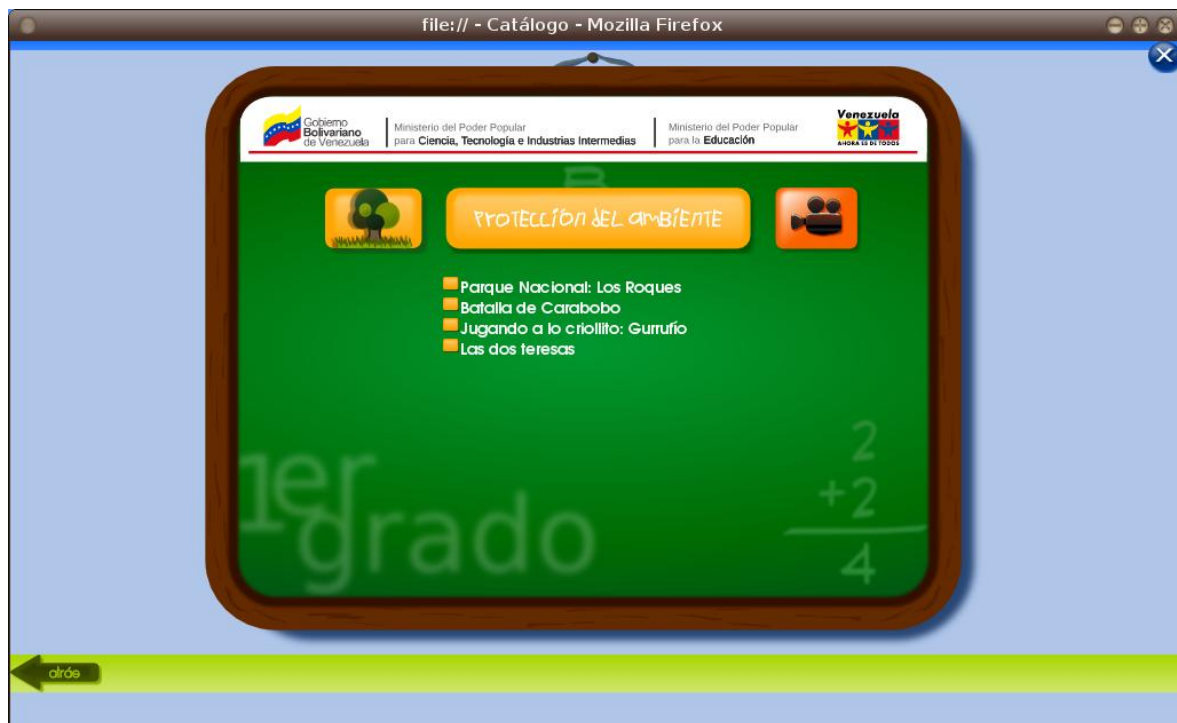 file:// - Catálogo - Mozilla Firefox
Gobierno
Bolivariano
de Venezuela
Ministerio del Poder Popular
para Ciencia, Tecnología e Industrias Intermedias
Ministerio del Poder Popular
para la Educación
Venezuela
AHORA ES DE TODOS
B
PROTECCIÓN DEL AMBIENTE
Parque Nacional: Los Roques
Batalla de Carabobo
Jugando a lo criollito: Gurrufío
Las dos teresas
1er
grado
2
+2
4
atrás